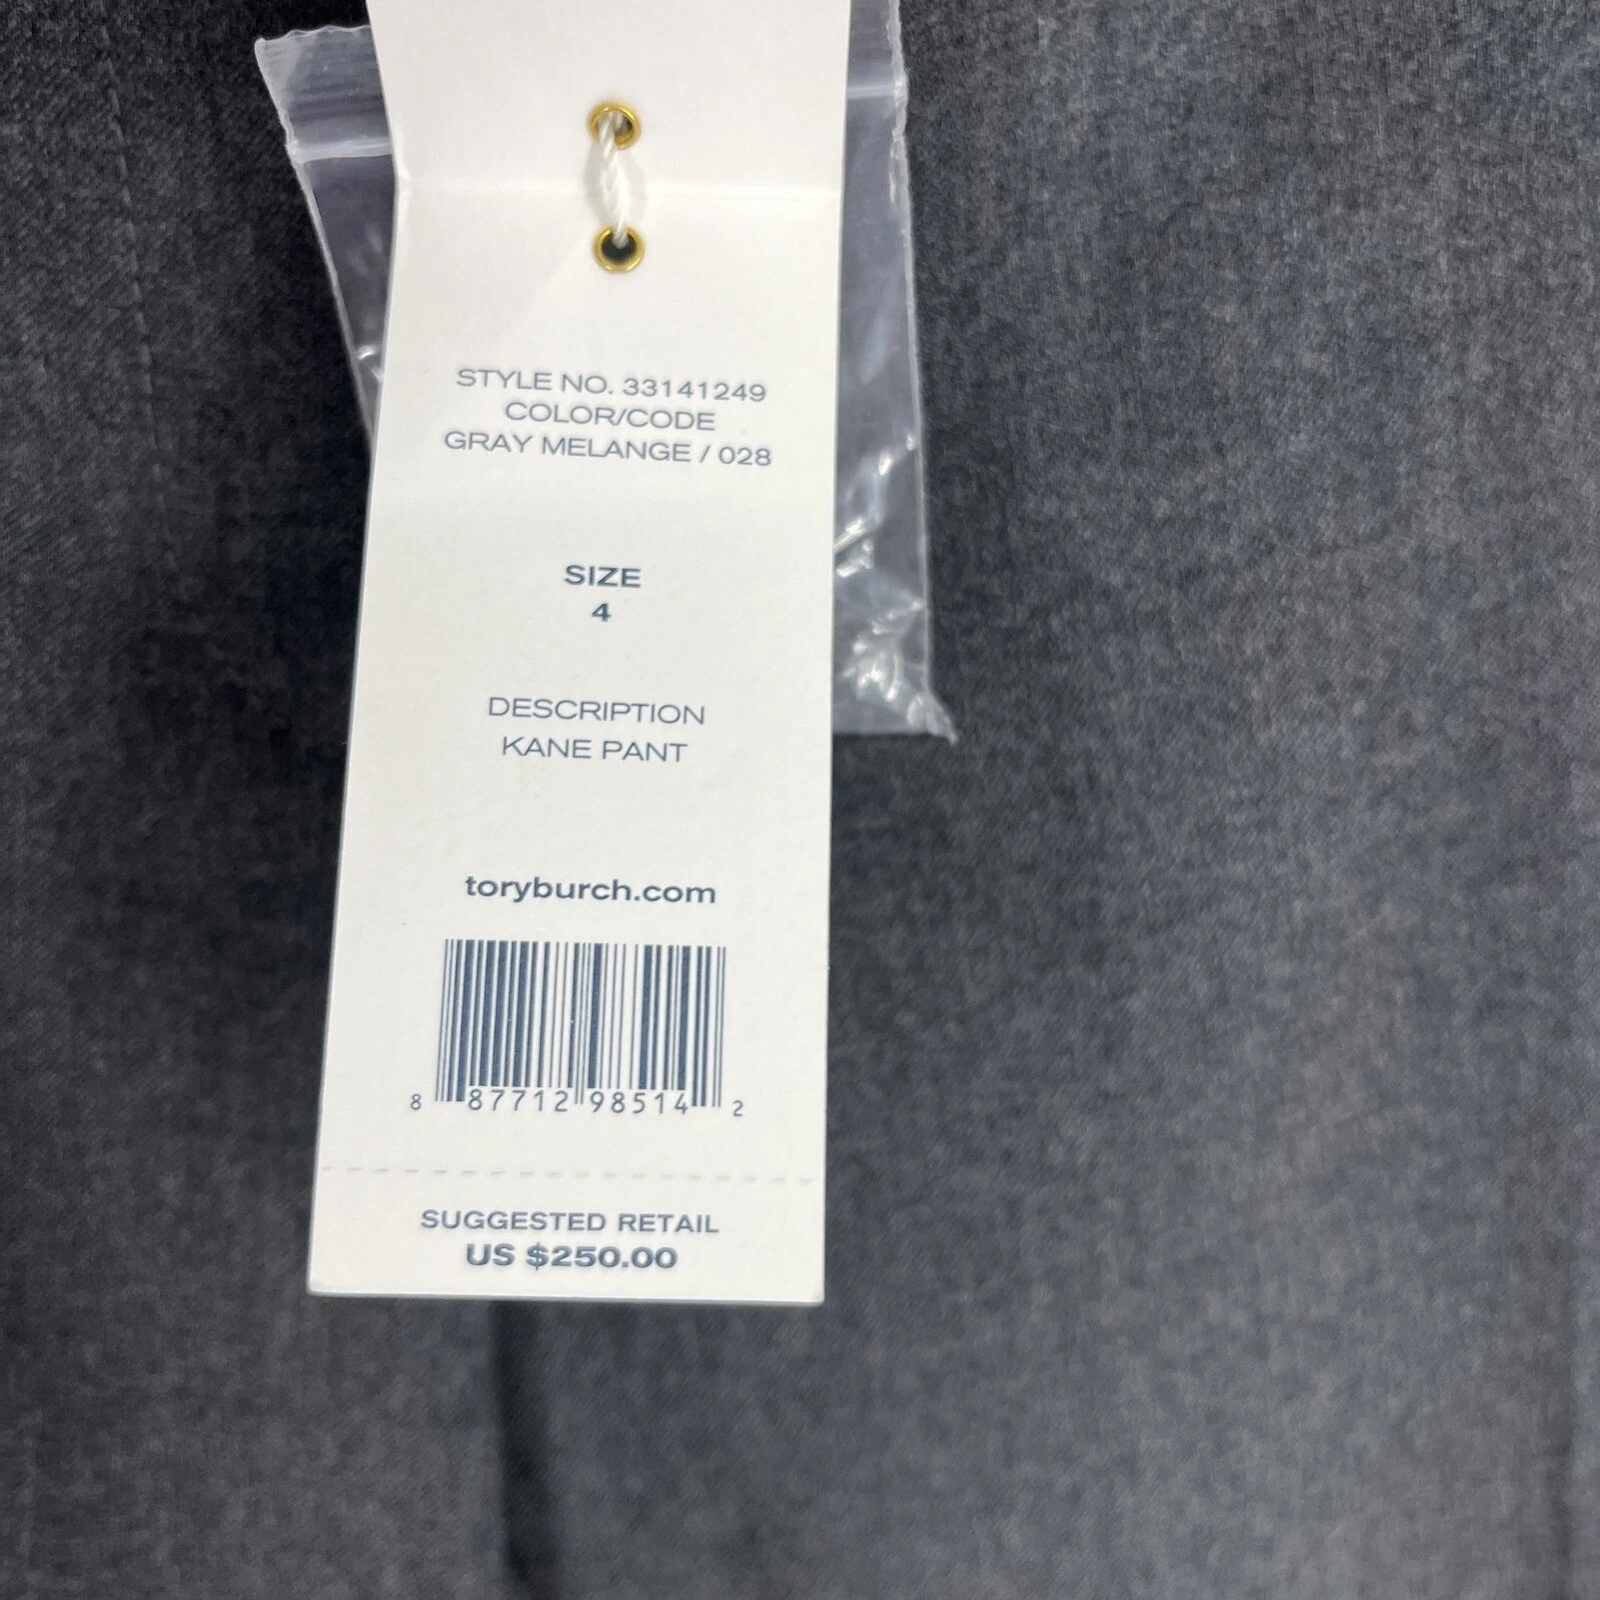 STYLE NO. 33141249
COLOR/CODE
GRAY MELANGE / 028
SIZE
4
DESCRIPTION
KANE PANT
toryburch.com
8 87712 98514 2
SUGGESTED RETAIL
US $250.00